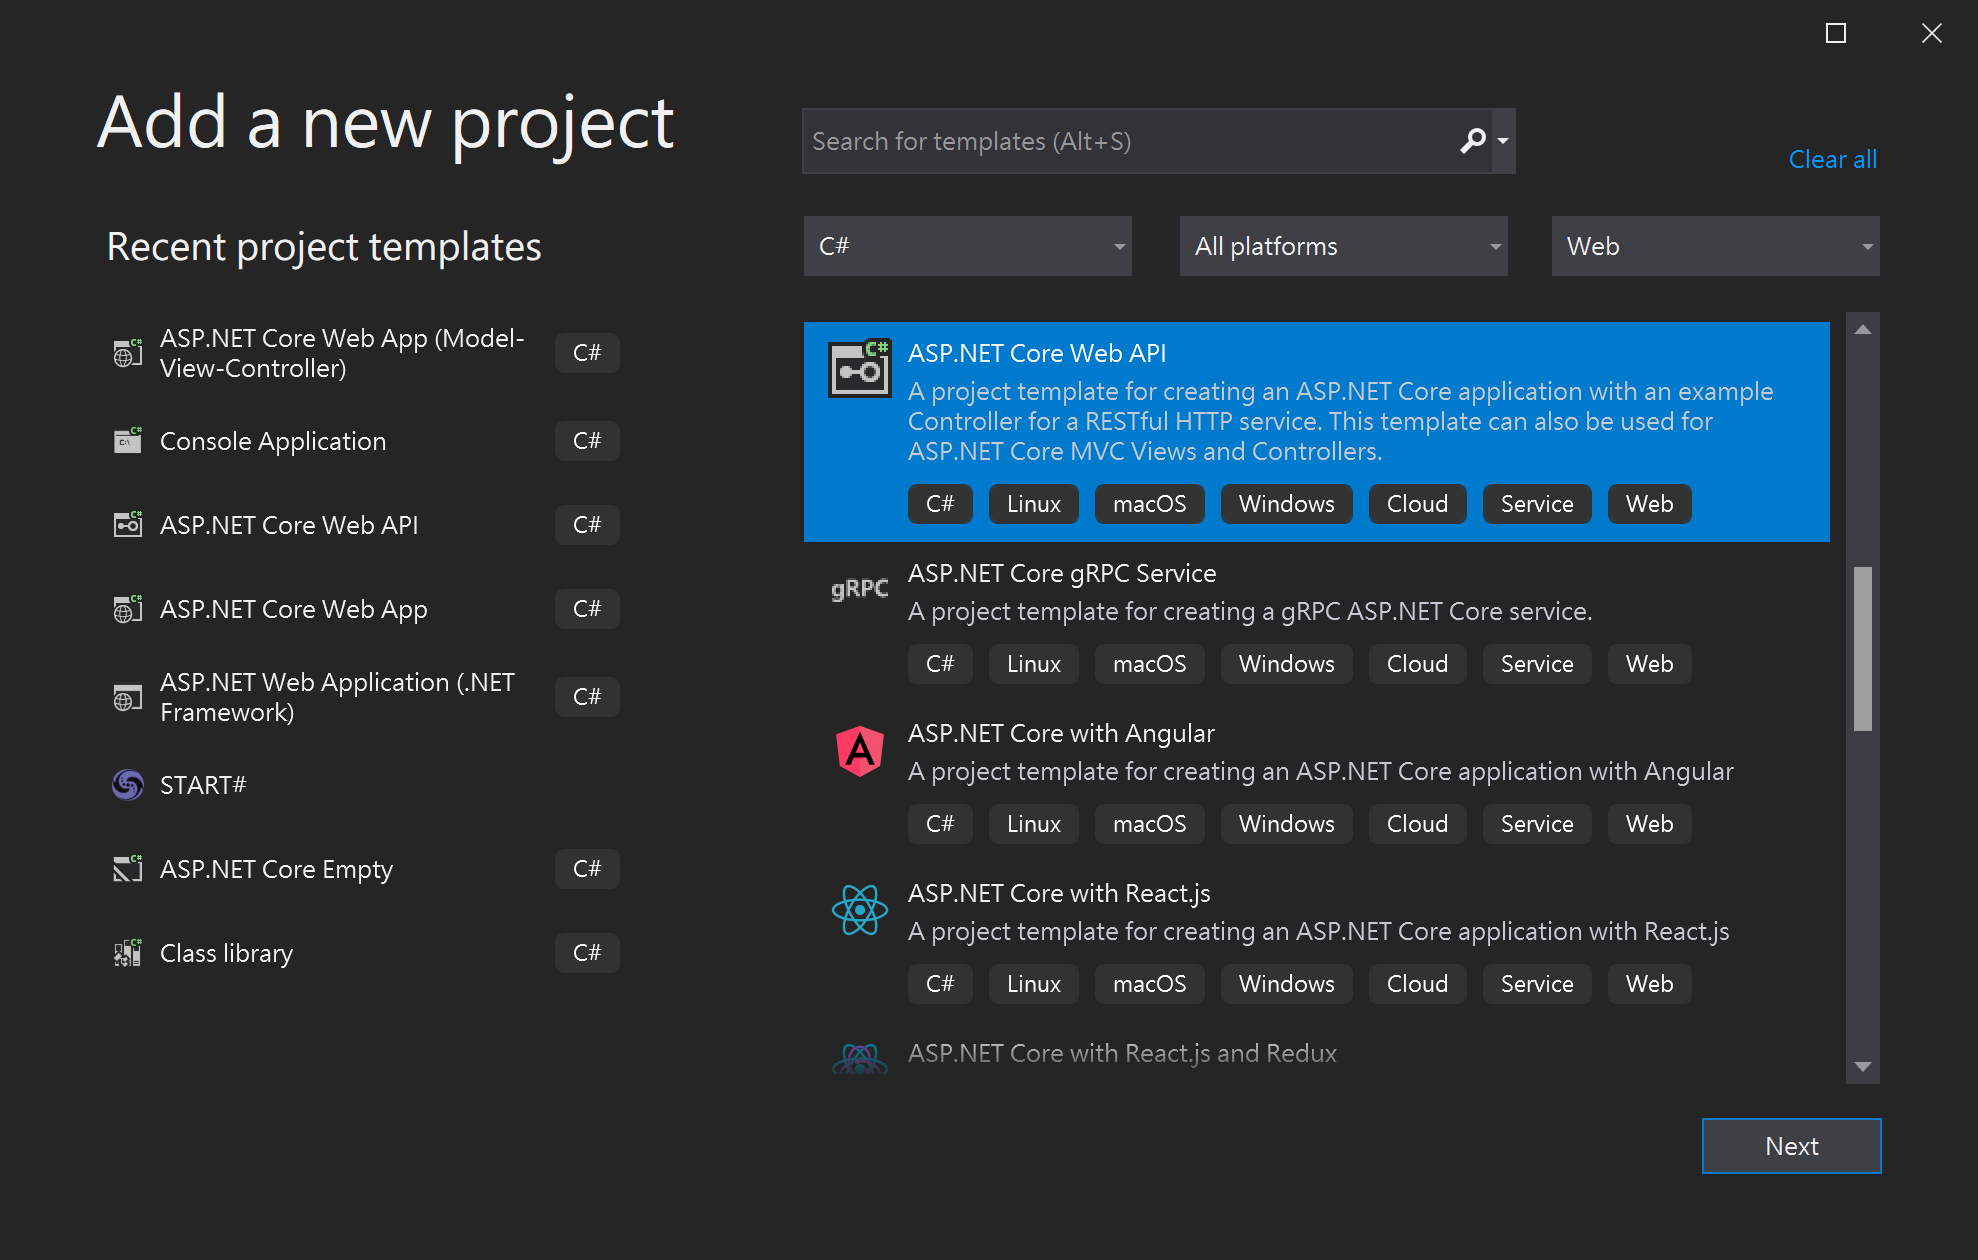 Add a new project
Search for templates (Alt+S)
Clear all
C#
All platforms
Web
Recent project templates
ASP.NET Core Web App (Model-
View-Controller)
C#
Console Application
C#
ASP.NET Core Web API
C#
ASP.NET Core Web App
C#
ASP.NET Web Application (.NET
Framework)
C#
START#
ASP.NET Core Empty
C#
Class library
C#
ASP.NET Core Web API
A project template for creating an ASP.NET Core application with an example
Controller for a RESTful HTTP service. This template can also be used for
ASP.NET Core MVC Views and Controllers.
C# Linux macOS Windows Cloud Service Web
gRPC
ASP.NET Core gRPC Service
A project template for creating a gRPC ASP.NET Core service.
C# Linux macOS Windows Cloud Service Web
ASP.NET Core with Angular
A project template for creating an ASP.NET Core application with Angular
C# Linux macOS Windows Cloud Service Web
ASP.NET Core with React.js
A project template for creating an ASP.NET Core application with React.js
C# Linux macOS Windows Cloud Service Web
ASP.NET Core with React.js and Redux
Next